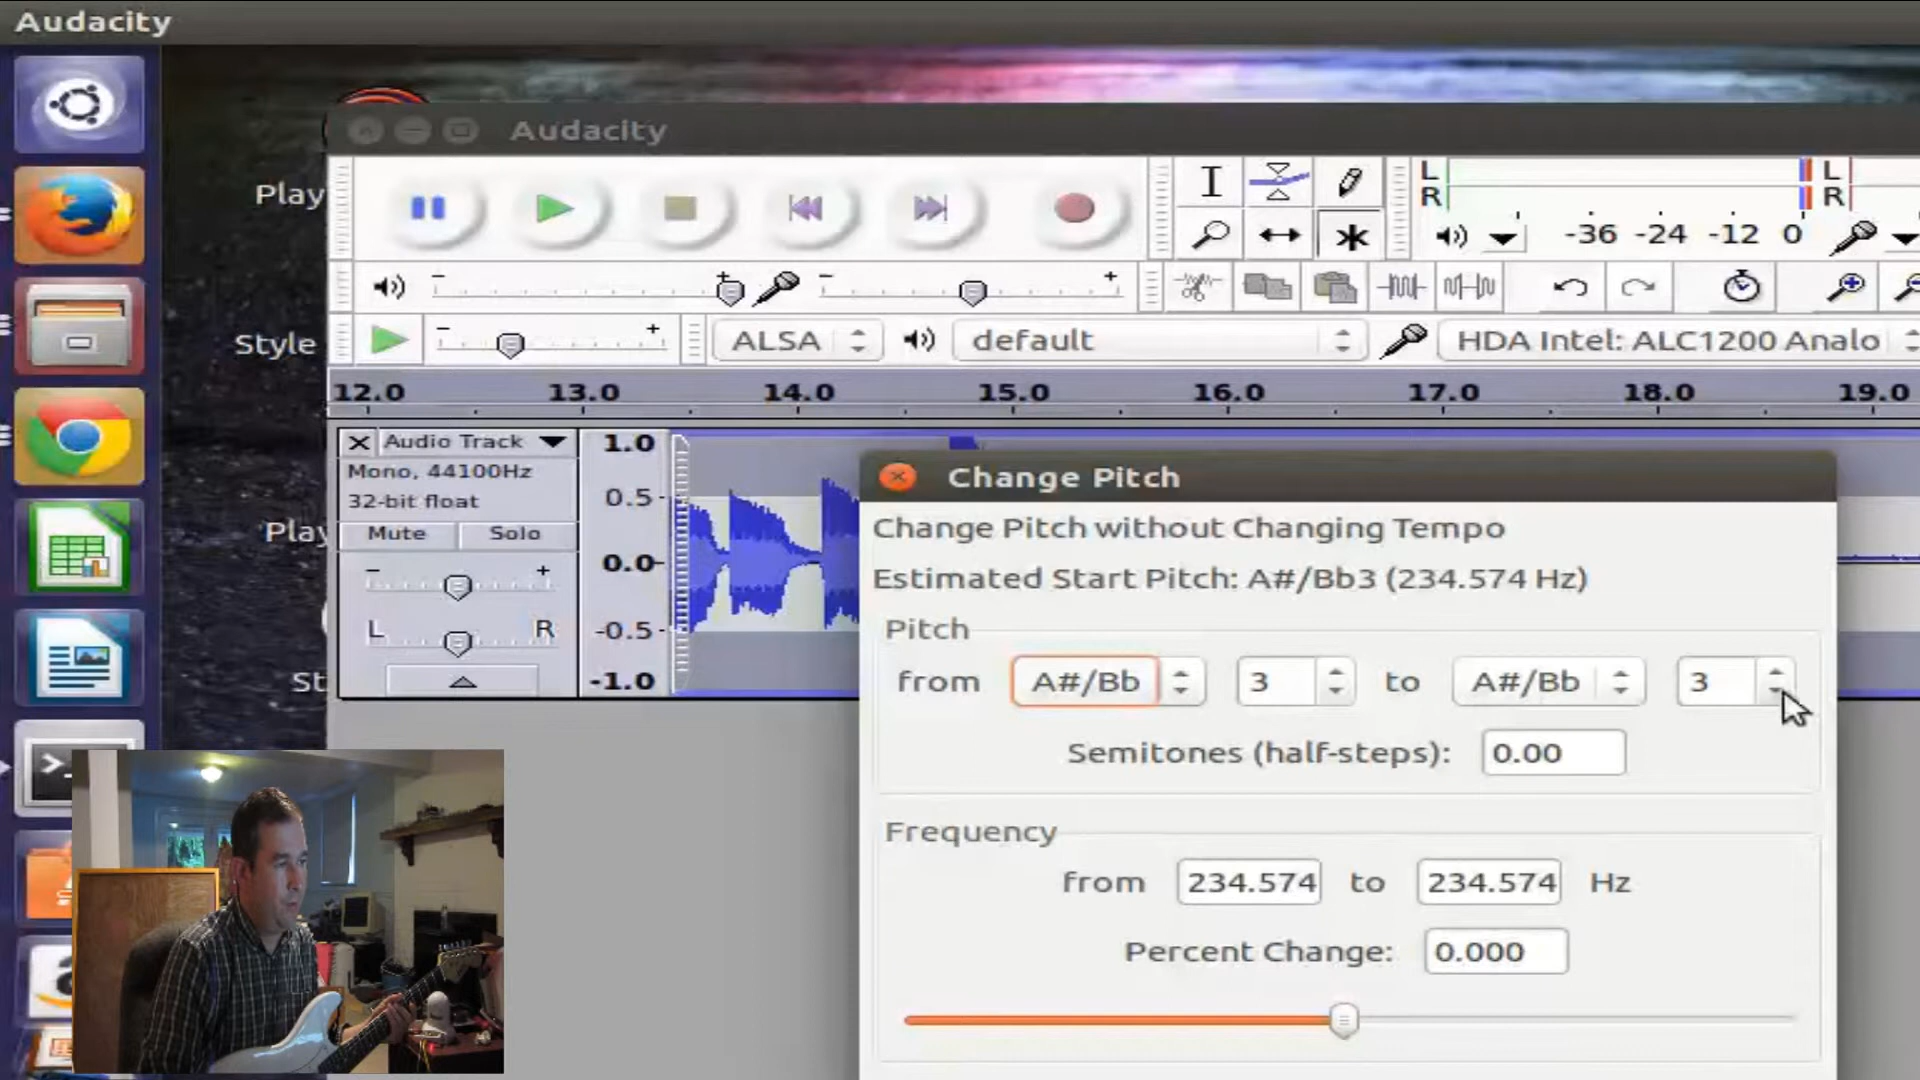 Audacity
Audacity
Play
L
R
L
R
-36 -24 -12 0
Style
ALSA
default
HDA Intel: ALC1200 Analo
12.0 13.0 14.0 15.0 16.0 17.0 18.0 19.0
Audio Track
Mono, 44100Hz
32-bit float
Mute Solo
L R
1.0
0.5
0.0
-0.5
-1.0
Play
St
Change Pitch
Change Pitch without Changing Tempo
Estimated Start Pitch: A#/Bb3 (234.574 Hz)
Pitch
from A#/Bb 3 to A#/Bb 3
Semitones (half-steps): 0.00
Frequency
from 234.574 to 234.574 Hz
Percent Change: 0.000